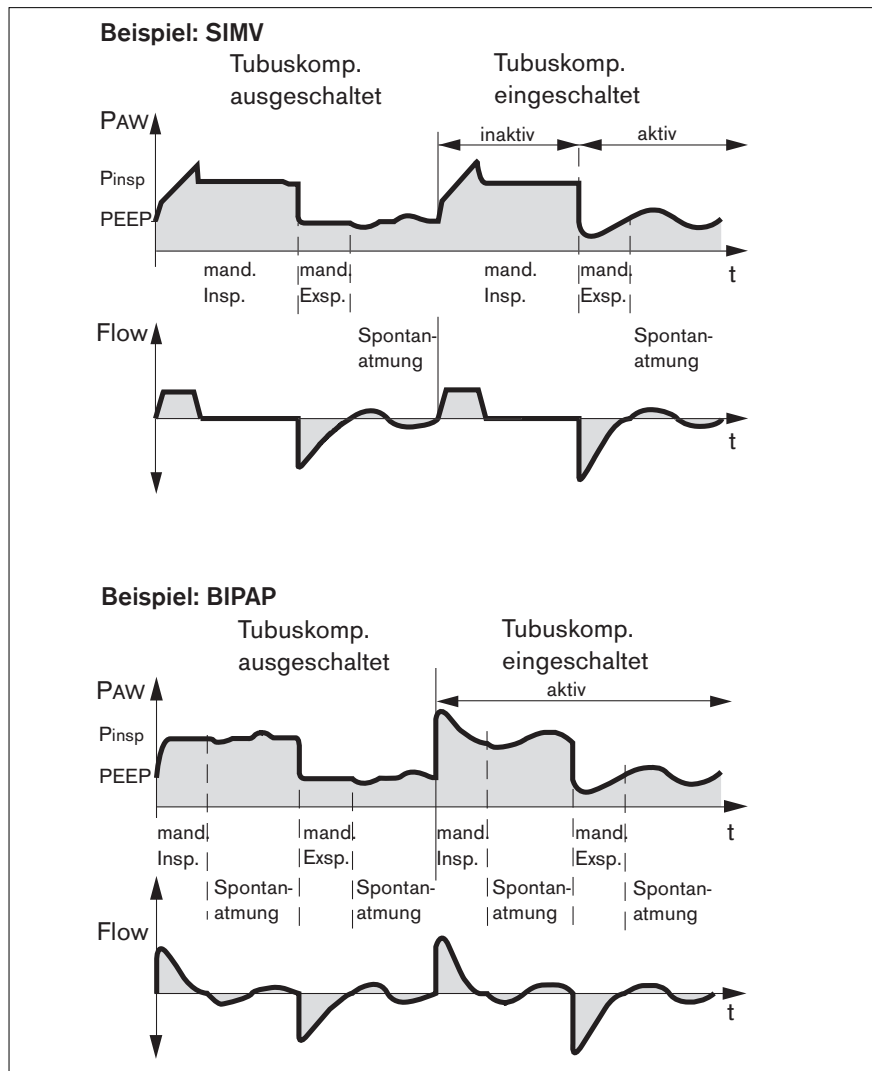 Beispiel: SIMV
Tubuskomp.
ausgeschaltet
Tubuskomp.
eingeschaltet
PAW
inaktiv
aktiv
Pinsp
PEEP
t
mand.
Insp.
mand.
Exsp.
mand.
Insp.
mand.
Exsp.
Flow
Spontan-
atmung
Spontan-
atmung
t
Beispiel: BIPAP
Tubuskomp.
ausgeschaltet
Tubuskomp.
eingeschaltet
aktiv
PAW
Pinsp
PEEP
t
mand.
Insp.
mand.
Exsp.
mand.
Insp.
mand.
Exsp.
Spontan-
atmung
Spontan-
atmung
Spontan-
atmung
Spontan-
atmung
Flow
t